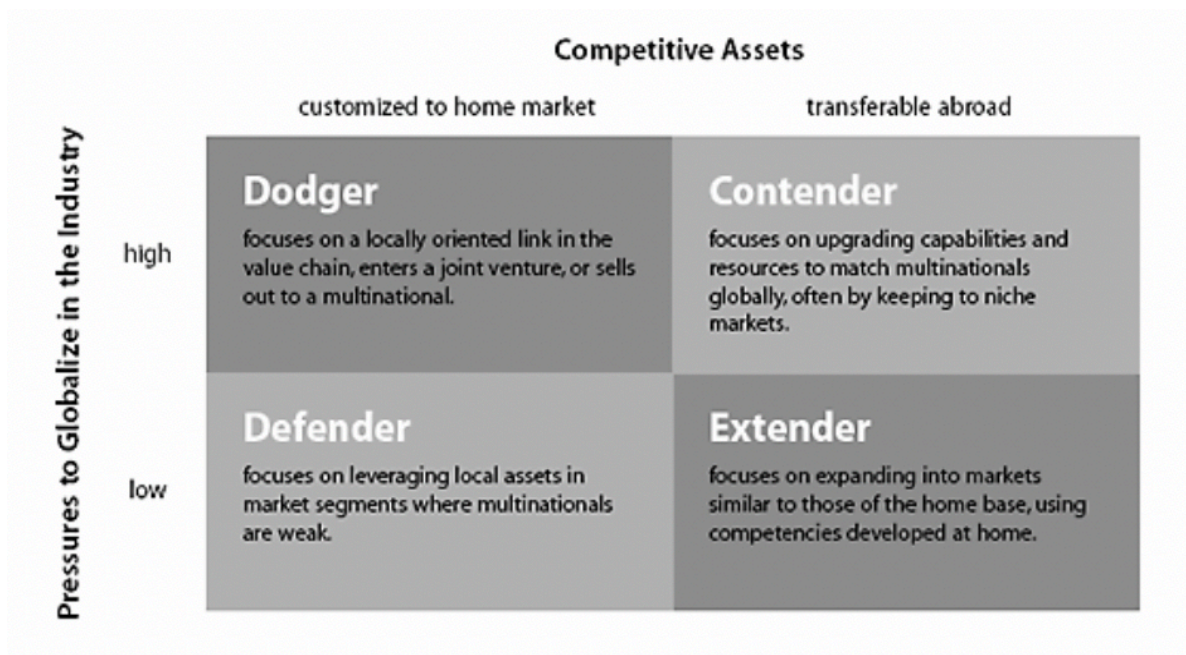 Competitive Assets
customized to home market
transferable abroad
Pressures to Globalize in the Industry
high
Dodger
focuses on a locally oriented link in the
value chain, enters a joint venture, or sells
out to a multinational.
Contender
focuses on upgrading capabilities and
resources to match multinationals
globally, often by keeping to niche
markets.
low
Defender
focuses on leveraging local assets in
market segments where multinationals
are weak.
Extender
focuses on expanding into markets
similar to those of the home base, using
competencies developed at home.